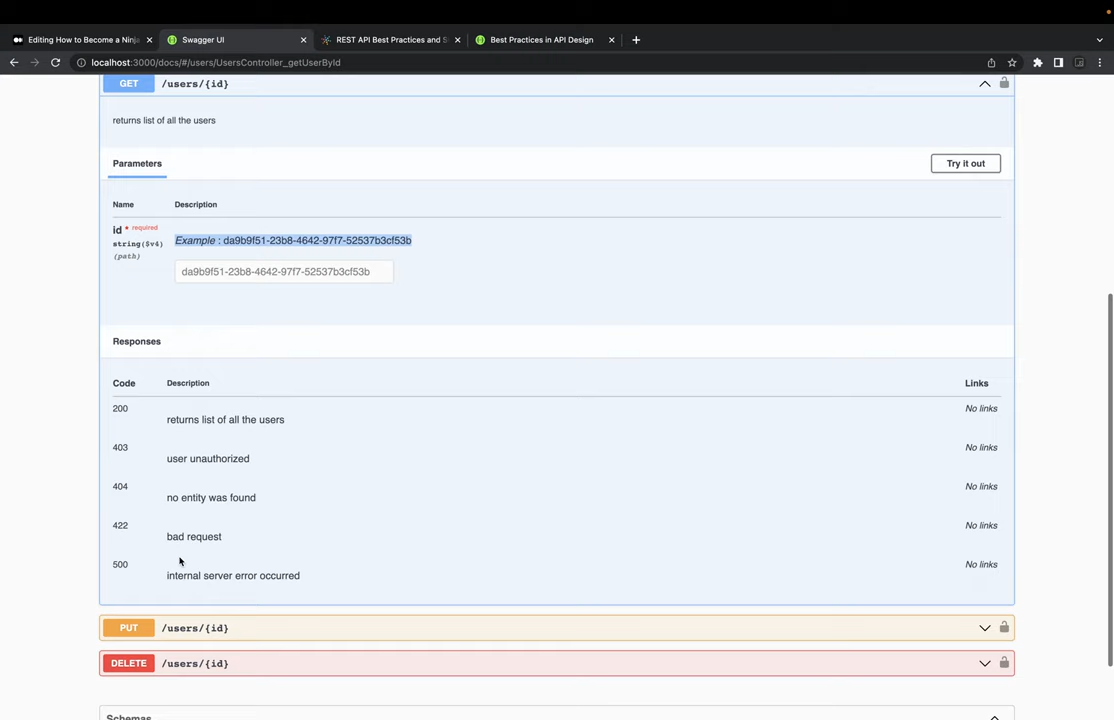 Editing How to Become a Ninja
Swagger UI
REST API Best Practices and S
Best Practices in API Design
localhost:3000/docs/#/users/UsersController_getUserById
GET /users/{id}
returns list of all the users
Parameters
Try it out
Name Description
id * required
string($v4)
(path)
Example : da9b9f51-23b8-4642-97f7-52537b3cf53b
da9b9f51-23b8-4642-97f7-52537b3cf53b
Responses
Code Description Links
200 No links
returns list of all the users
403 No links
user unauthorized
404 No links
no entity was found
422 No links
bad request
500 No links
internal server error occurred
PUT /users/{id}
DELETE /users/{id}
Schemas